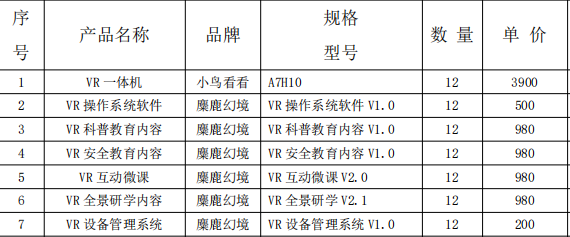 序号 产品名称 品牌 规格型号 数量 单价
1 VR 一体机 小鸟看看 A7H10 12 3900
2 VR 操作系统软件 麋鹿幻境 VR 操作系统软件 V1.0 12 500
3 VR 科普教育内容 麋鹿幻境 VR 科普教育内容 V1.0 12 980
4 VR 安全教育内容 麋鹿幻境 VR 安全教育内容 V1.0 12 980
5 VR 互动微课 麋鹿幻境 VR 互动微课 V2.0 12 980
6 VR 全景研学内容 麋鹿幻境 VR 全景研学 V2.1 12 980
7 VR 设备管理系统 麋鹿幻境 VR 设备管理系统 V1.0 12 200